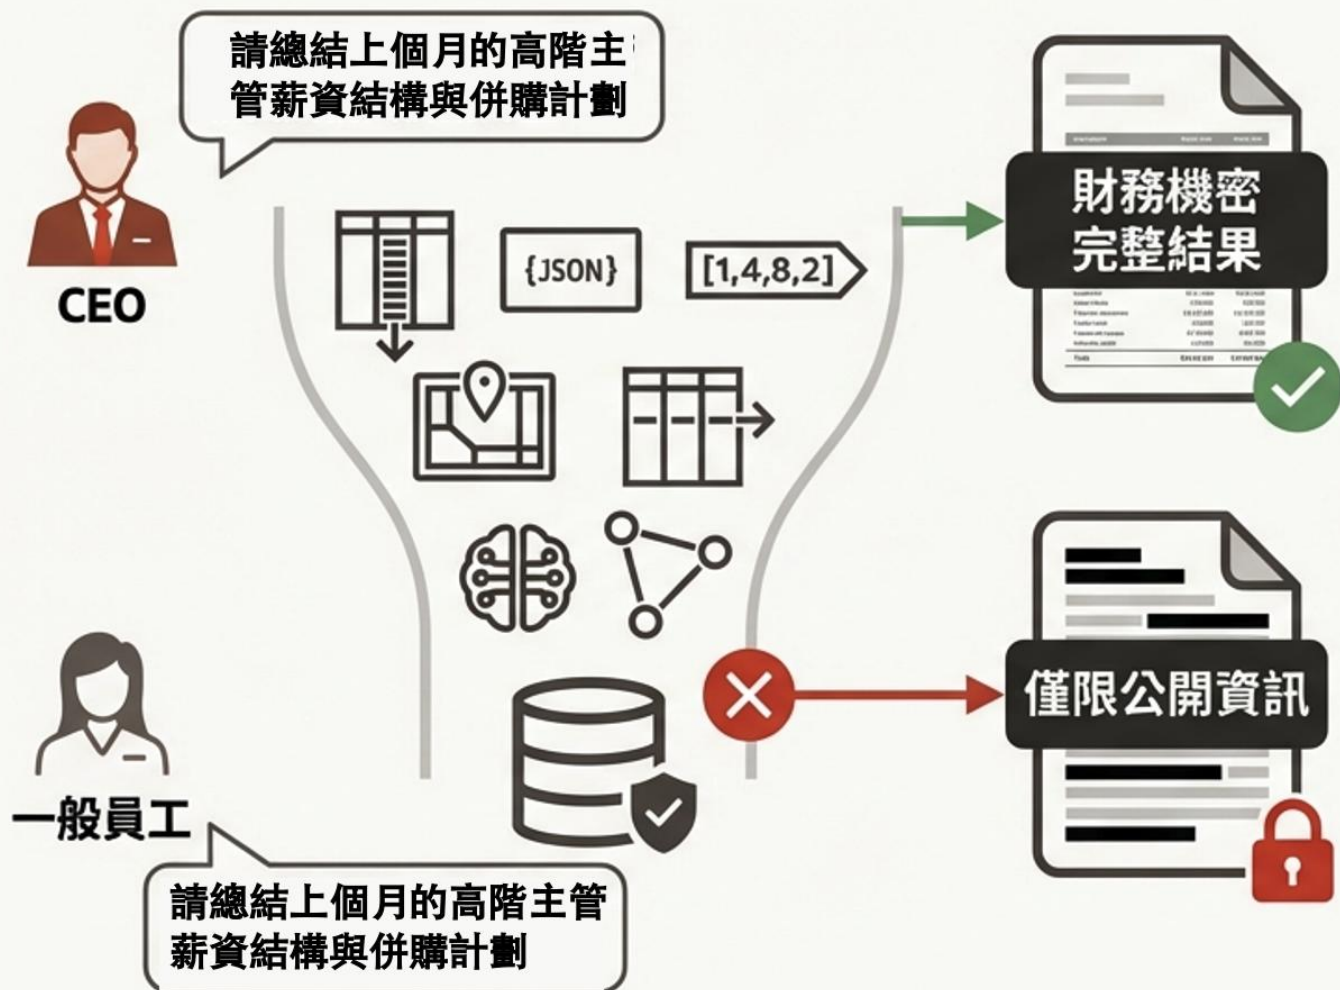 請總結上個月的高階主
管薪資結構與併購計劃
CEO
{JSON}
[1,4,8,2]
財務機密
完整結果
一般員工
請總結上個月的高階主管
薪資結構與併購計劃
僅限公開資訊